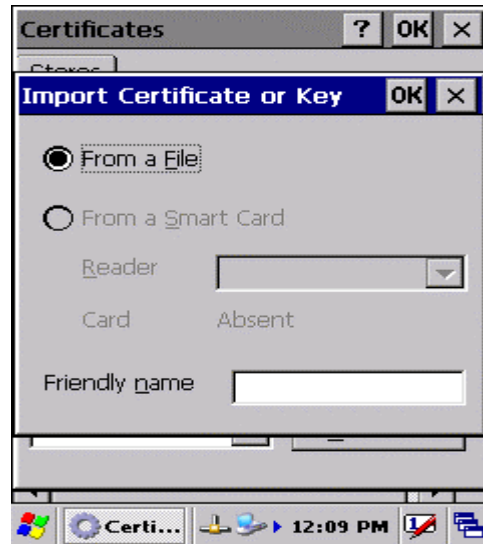 Certificates ? OK ×
Stores
Import Certificate or Key OK ×
From a File
From a Smart Card
Reader
Card Absent
Friendly name
Certi... 12:09 PM